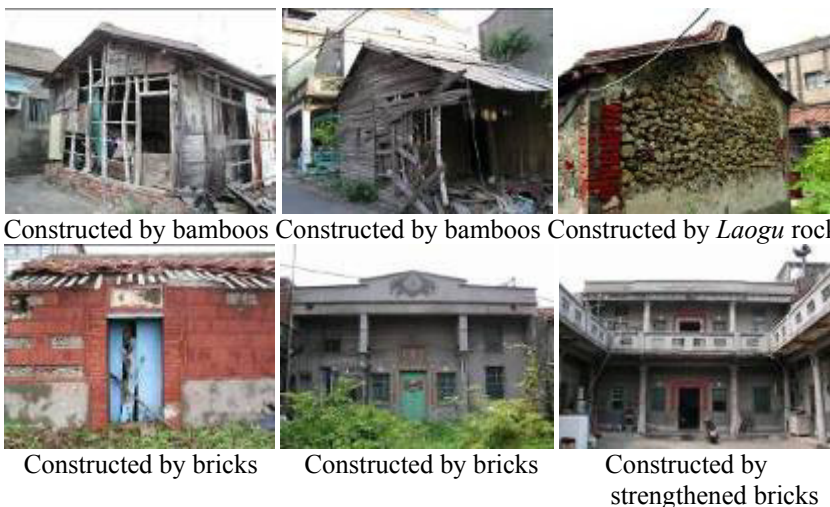 Constructed by bamboos Constructed by bamboos Constructed by Laogu rock
Constructed by bricks Constructed by bricks Constructed by
strengthened bricks